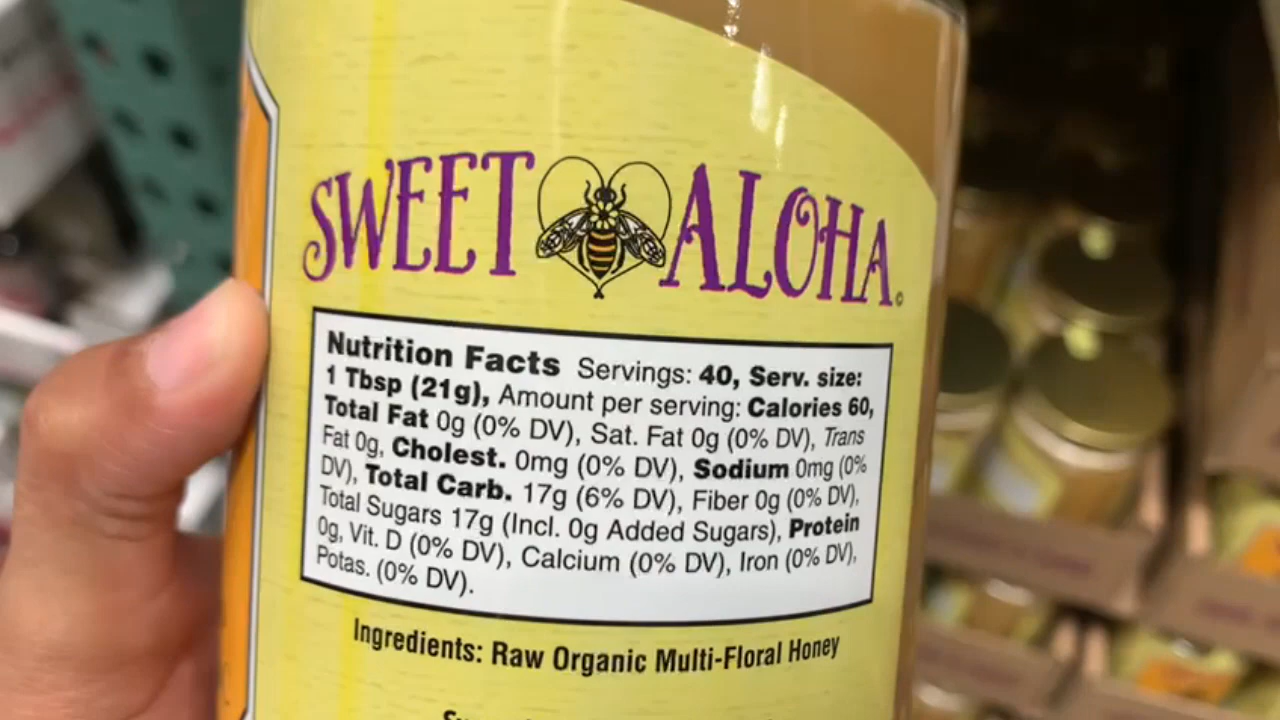 SWEET ALOHA©
Nutrition Facts Servings: 40, Serv. size:
1 Tbsp (21g), Amount per serving: Calories 60,
Total Fat 0g (0% DV), Sat. Fat 0g (0% DV), Trans
Fat 0g, Cholest. 0mg (0% DV), Sodium 0mg (0%
DV), Total Carb. 17g (6% DV), Fiber 0g (0% DV),
Total Sugars 17g (Incl. 0g Added Sugars), Protein
0g, Vit. D (0% DV), Calcium (0% DV), Iron (0% DV),
Potas. (0% DV).
Ingredients: Raw Organic Multi-Floral Honey